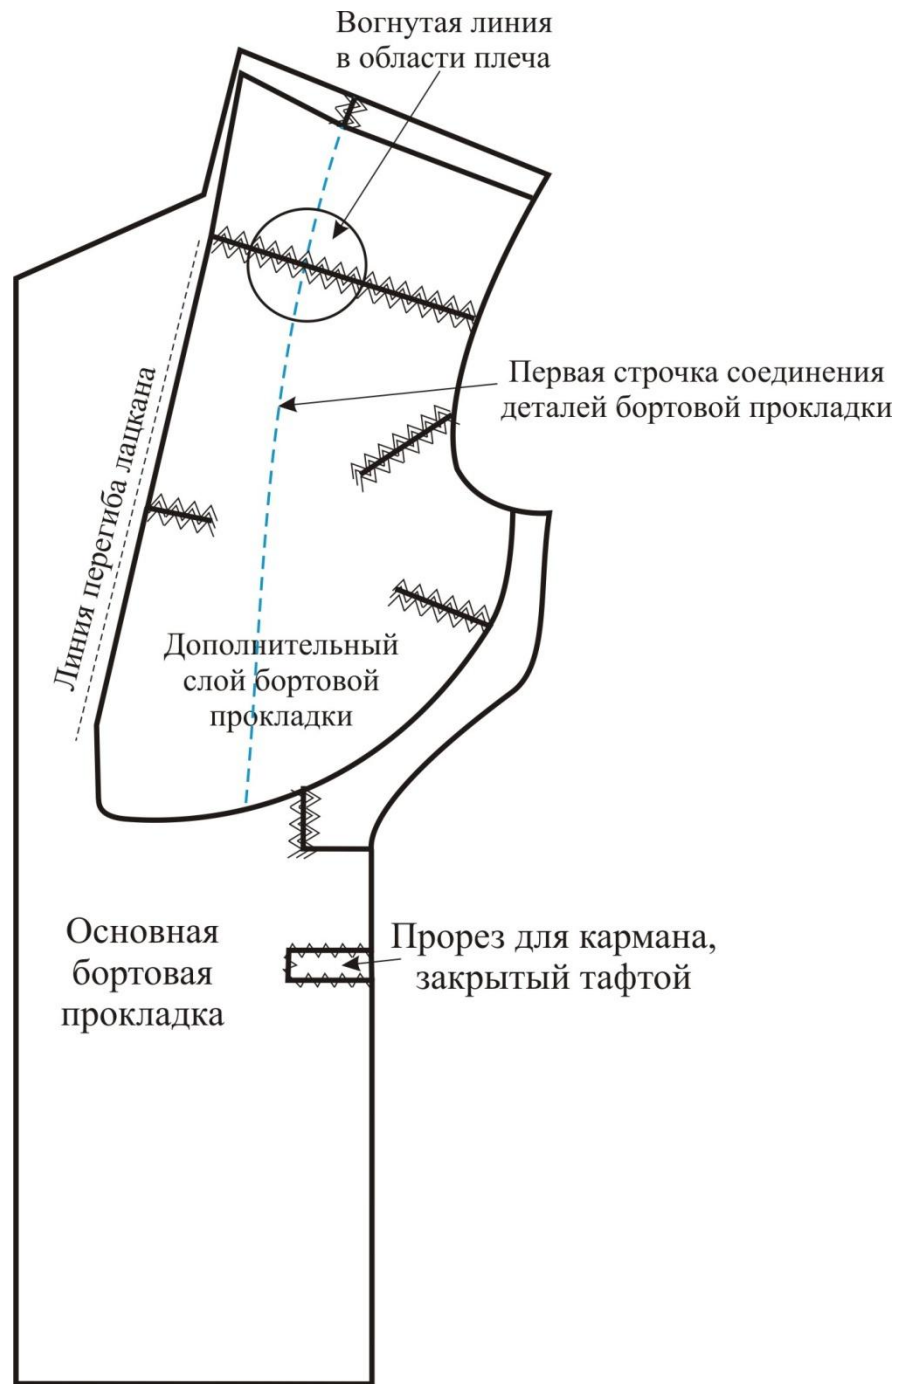 Вогнутая линия
в области плеча
Первая строчка соединения
деталей бортовой прокладки
Линия перегиба лацкана
Дополнительный
слой бортовой
прокладки
Основная
бортовая
прокладка
Прорез для кармана,
закрытый тафтой